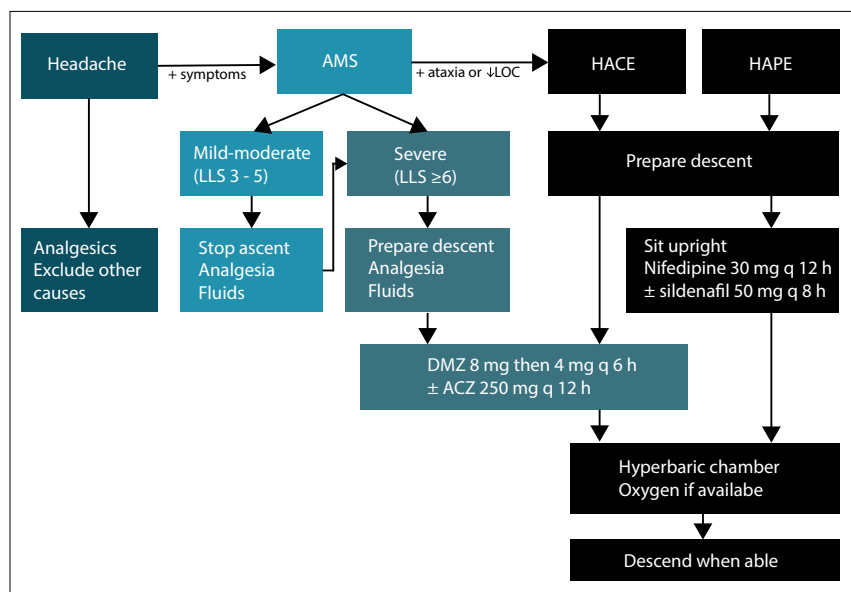 Headache
+ symptoms
AMS
+ ataxia or ↓LOC
HACE
HAPE
Mild-moderate
(LLS 3 - 5)
Severe
(LLS ≥6)
Prepare descent
Analgesics
Exclude other
causes
Stop ascent
Analgesia
Fluids
Prepare descent
Analgesia
Fluids
Sit upright
Nifedipine 30 mg q 12 h
± sildenafil 50 mg q 8 h
DMZ 8 mg then 4 mg q 6 h
± ACZ 250 mg q 12 h
Hyperbaric chamber
Oxygen if availabe
Descend when able